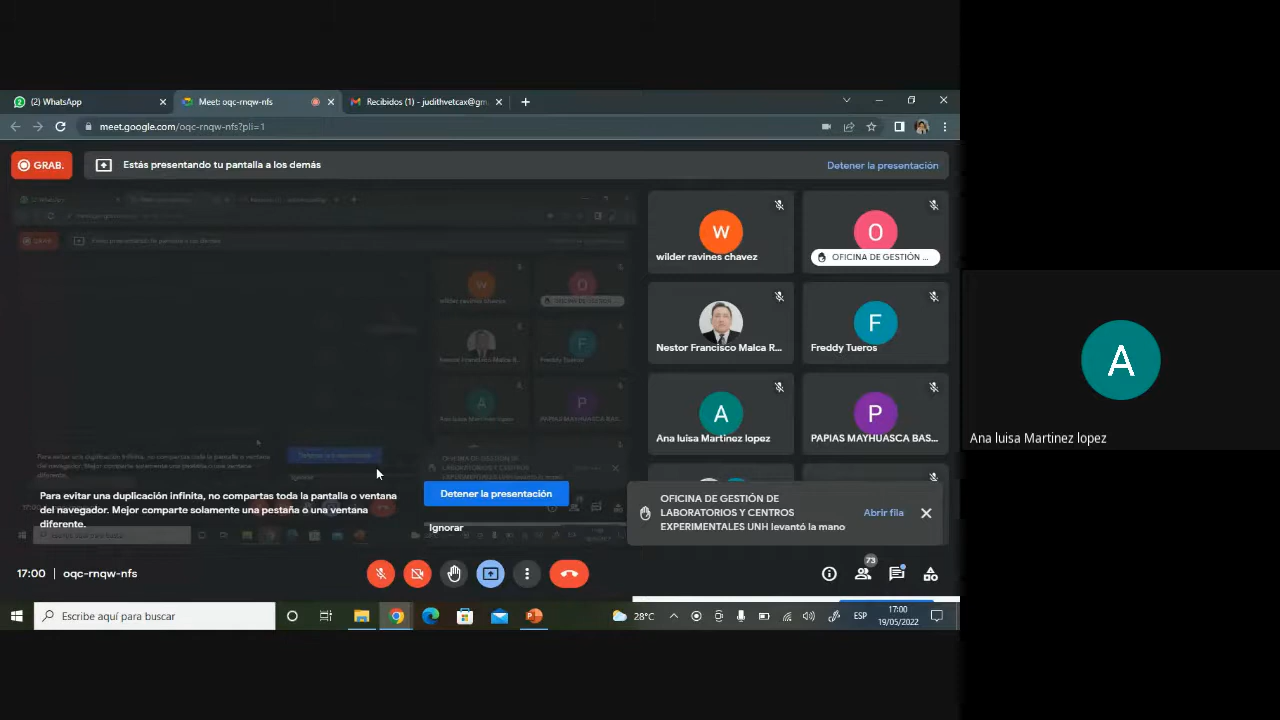 (2) WhatsApp
Meet: oqc-rnqw-nfs
Recibidos (1) - judithvetcax@gm
meet.google.com/oqc-rnqw-nfs?pli=1
GRAB.
Estás presentando tu pantalla a los demás
Detener la presentación
wilder ravines chavez
OFICINA DE GESTIÓN ...
Nestor Francisco Malca R...
Freddy Tueros
Ana luisa Martinez lopez
PAPIAS MAYHUASCA BAS...
A
Ana luisa Martinez lopez
Para evitar una duplicación infinita, no compartas toda la pantalla o ventana
del navegador. Mejor comparte solamente una pestaña o una ventana
diferente.
Detener la presentación
Ignorar
OFICINA DE GESTIÓN DE
LABORATORIOS Y CENTROS
EXPERIMENTALES UNH levantó la mano
Abrir fila
17:00 | oqc-rnqw-nfs
73
Escribe aquí para buscar
28°C
ESP
17:00
19/05/2022